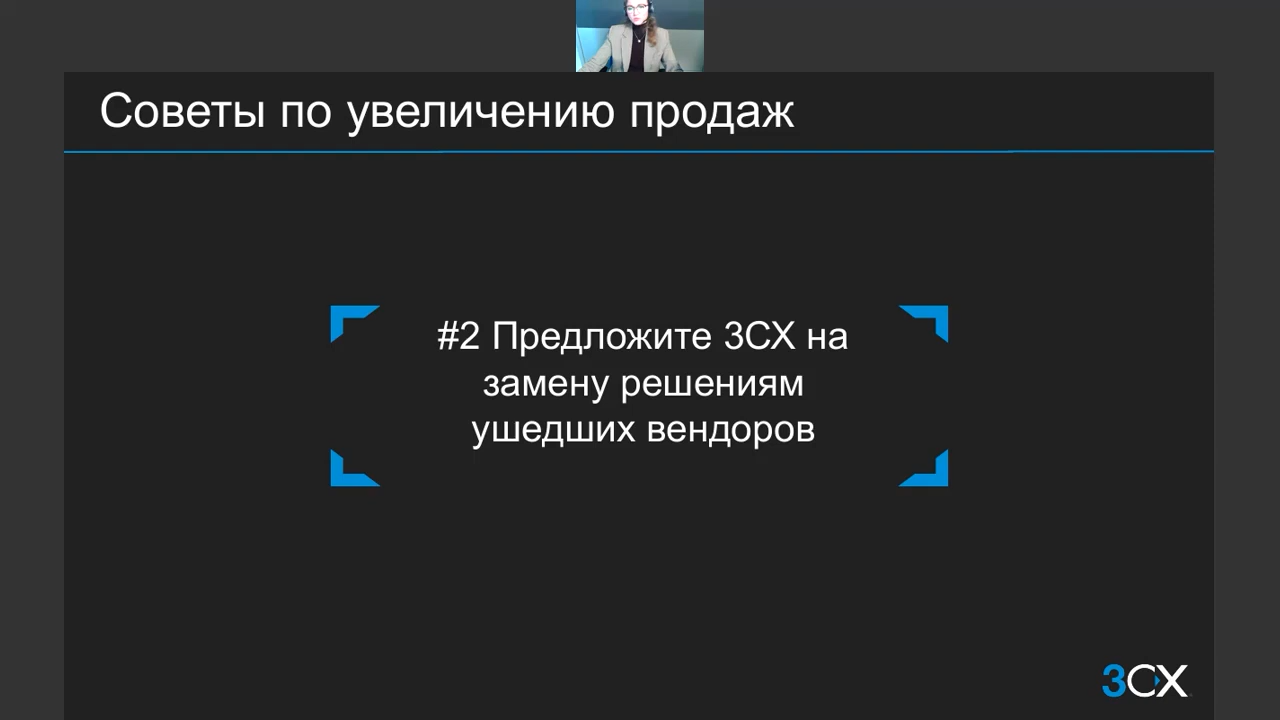 Советы по увеличению продаж
#2 Предложите 3CX на
замену решениям
ушедших вендоров
3CX